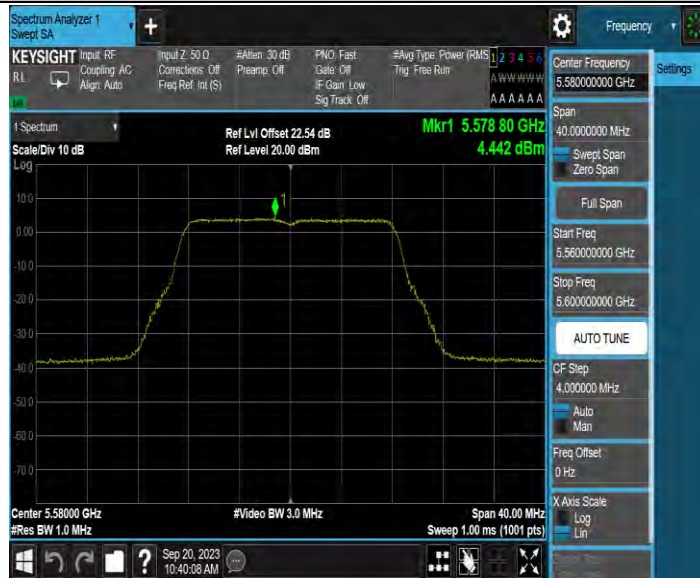 Spectrum Analyzer 1
Swept SA
Frequency
KEYSIGHT
RL
Input: RF
Coupling: AC
Align: Auto
Input Z: 50 Ω
Corrections: Off
Freq Ref: Int (S)
#Atten: 30 dB
Preamp: Off
PNO: Fast
Gate: Off
IF Gain: Low
Sig Track: Off
#Avg Type: Power (RMS
Trig: Free Run
1 2 3 4 5 6
A W W W W W
A A A A A A
1 Spectrum
Scale/Div 10 dB
Log
Ref Lvl Offset 22.54 dB
Ref Level 20.00 dBm
Mkr1 5.578 80 GHz
4.442 dBm
1
10.0
0.00
-10.0
-20.0
-30.0
-40.0
-50.0
-60.0
-70.0
Center 5.58000 GHz
#Res BW 1.0 MHz
#Video BW 3.0 MHz
Span 40.00 MHz
Sweep 1.00 ms (1001 pts)
Sep 20, 2023
10:40:08 AM
Center Frequency
5.580000000 GHz
Settings
Span
40.0000000 MHz
Swept Span
Zero Span
Full Span
Start Freq
5.560000000 GHz
Stop Freq
5.600000000 GHz
AUTO TUNE
CF Step
4.000000 MHz
Auto
Man
Freq Offset
0 Hz
X Axis Scale
Log
Lin